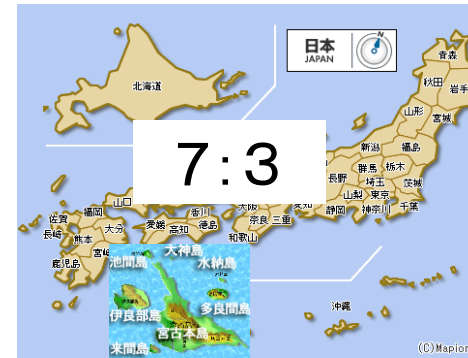 日本
JAPAN
青森
北海道
秋田
岩手
山形
宮城
7:3
新潟
福島
長野
群馬
栃木
埼玉
茨城
山梨
東京
静岡
神奈川
千葉
山口
福岡
佐賀
長崎
大分
熊本
鹿児島
愛媛
高知
香川
徳島
大阪
奈良
三重
和歌山
大神島
池間島
水納島
伊良部島
多良間島
宮古本島
来間島
沖縄
(C)Mapion